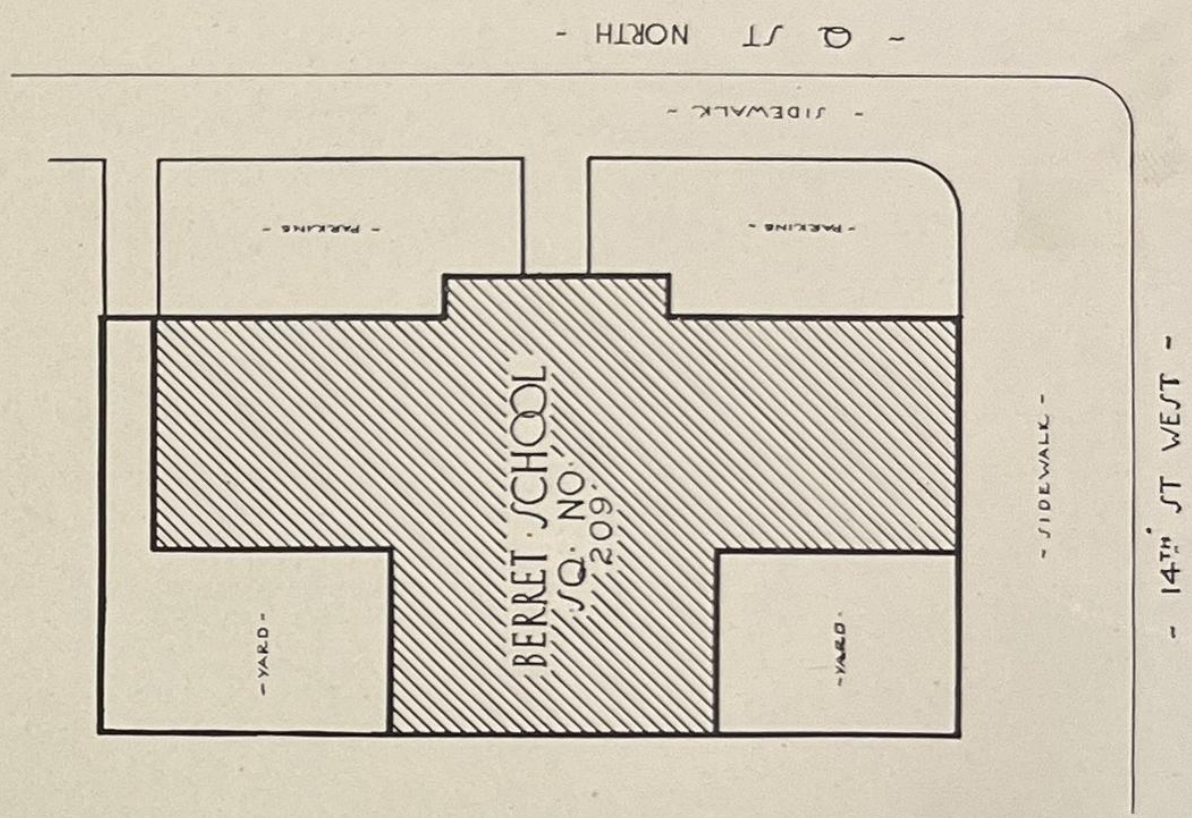 - Q ST NORTH -
- SIDEWALK -
- PARKING -
- PARKING -
BERRET SCHOOL
SQ. NO.
209.
- YARD -
- YARD -
- SIDEWALK -
- 14TH ST WEST -